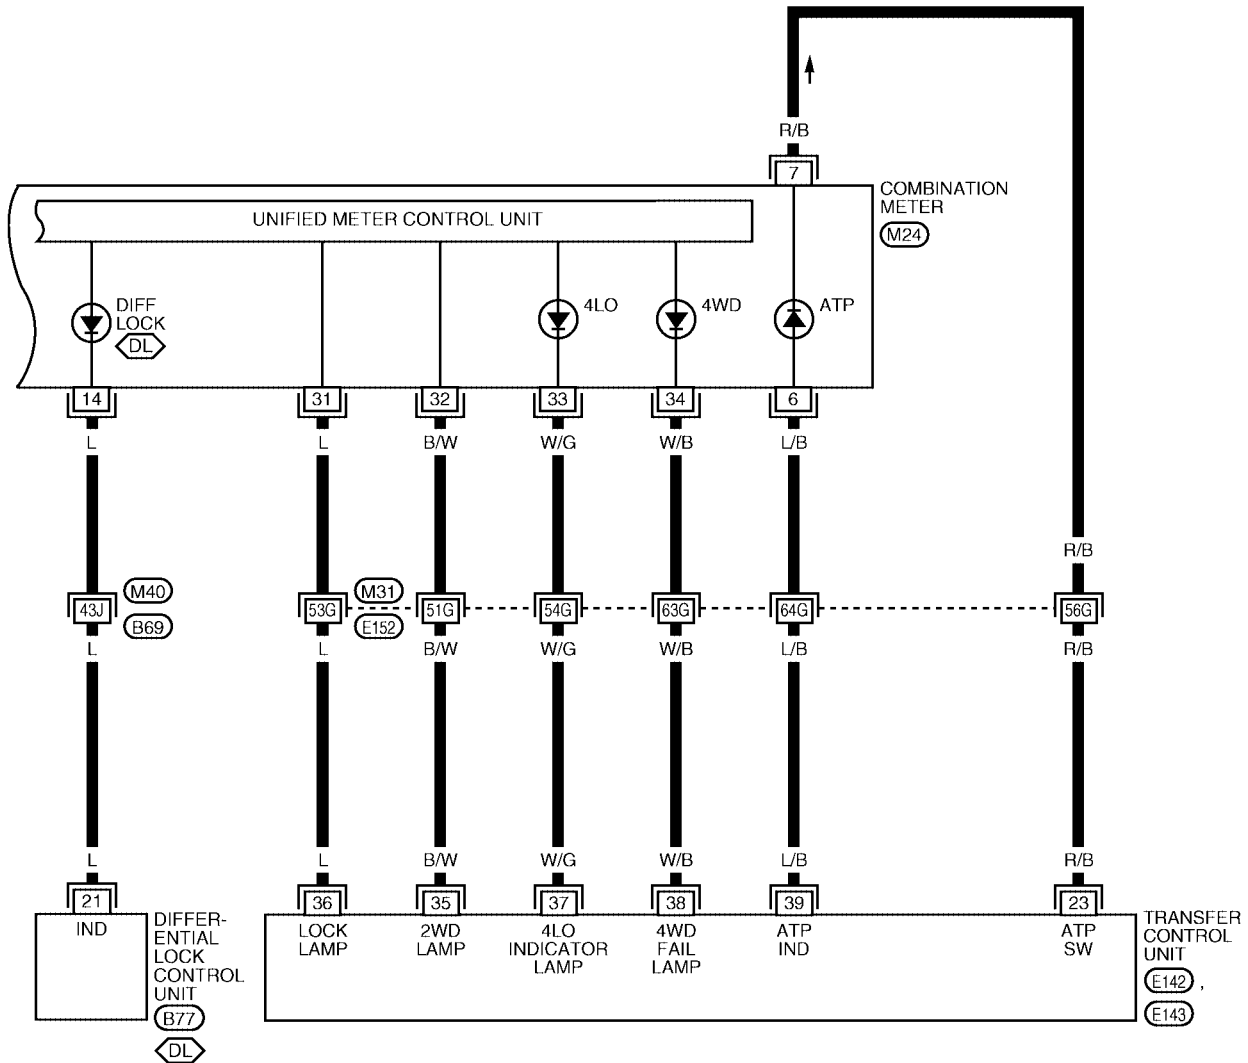 R/B
7
COMBINATION
METER
M24
UNIFIED METER CONTROL UNIT
DIFF
LOCK
DL
4LO
4WD
ATP
14
31
32
33
34
6
L
L
B/W
W/G
W/B
L/B
R/B
M40
M31
43J
53G
51G
54G
63G
64G
56G
B69
E152
L
L
B/W
W/G
W/B
L/B
R/B
L
L
B/W
W/G
W/B
L/B
R/B
21
36
35
37
38
39
23
IND
DIFFER-
ENTIAL
LOCK
CONTROL
UNIT
B77
DL
LOCK
LAMP
2WD
LAMP
4LO
INDICATOR
LAMP
4WD
FAIL
LAMP
ATP
IND
ATP
SW
TRANSFER
CONTROL
UNIT
E142 ,
E143